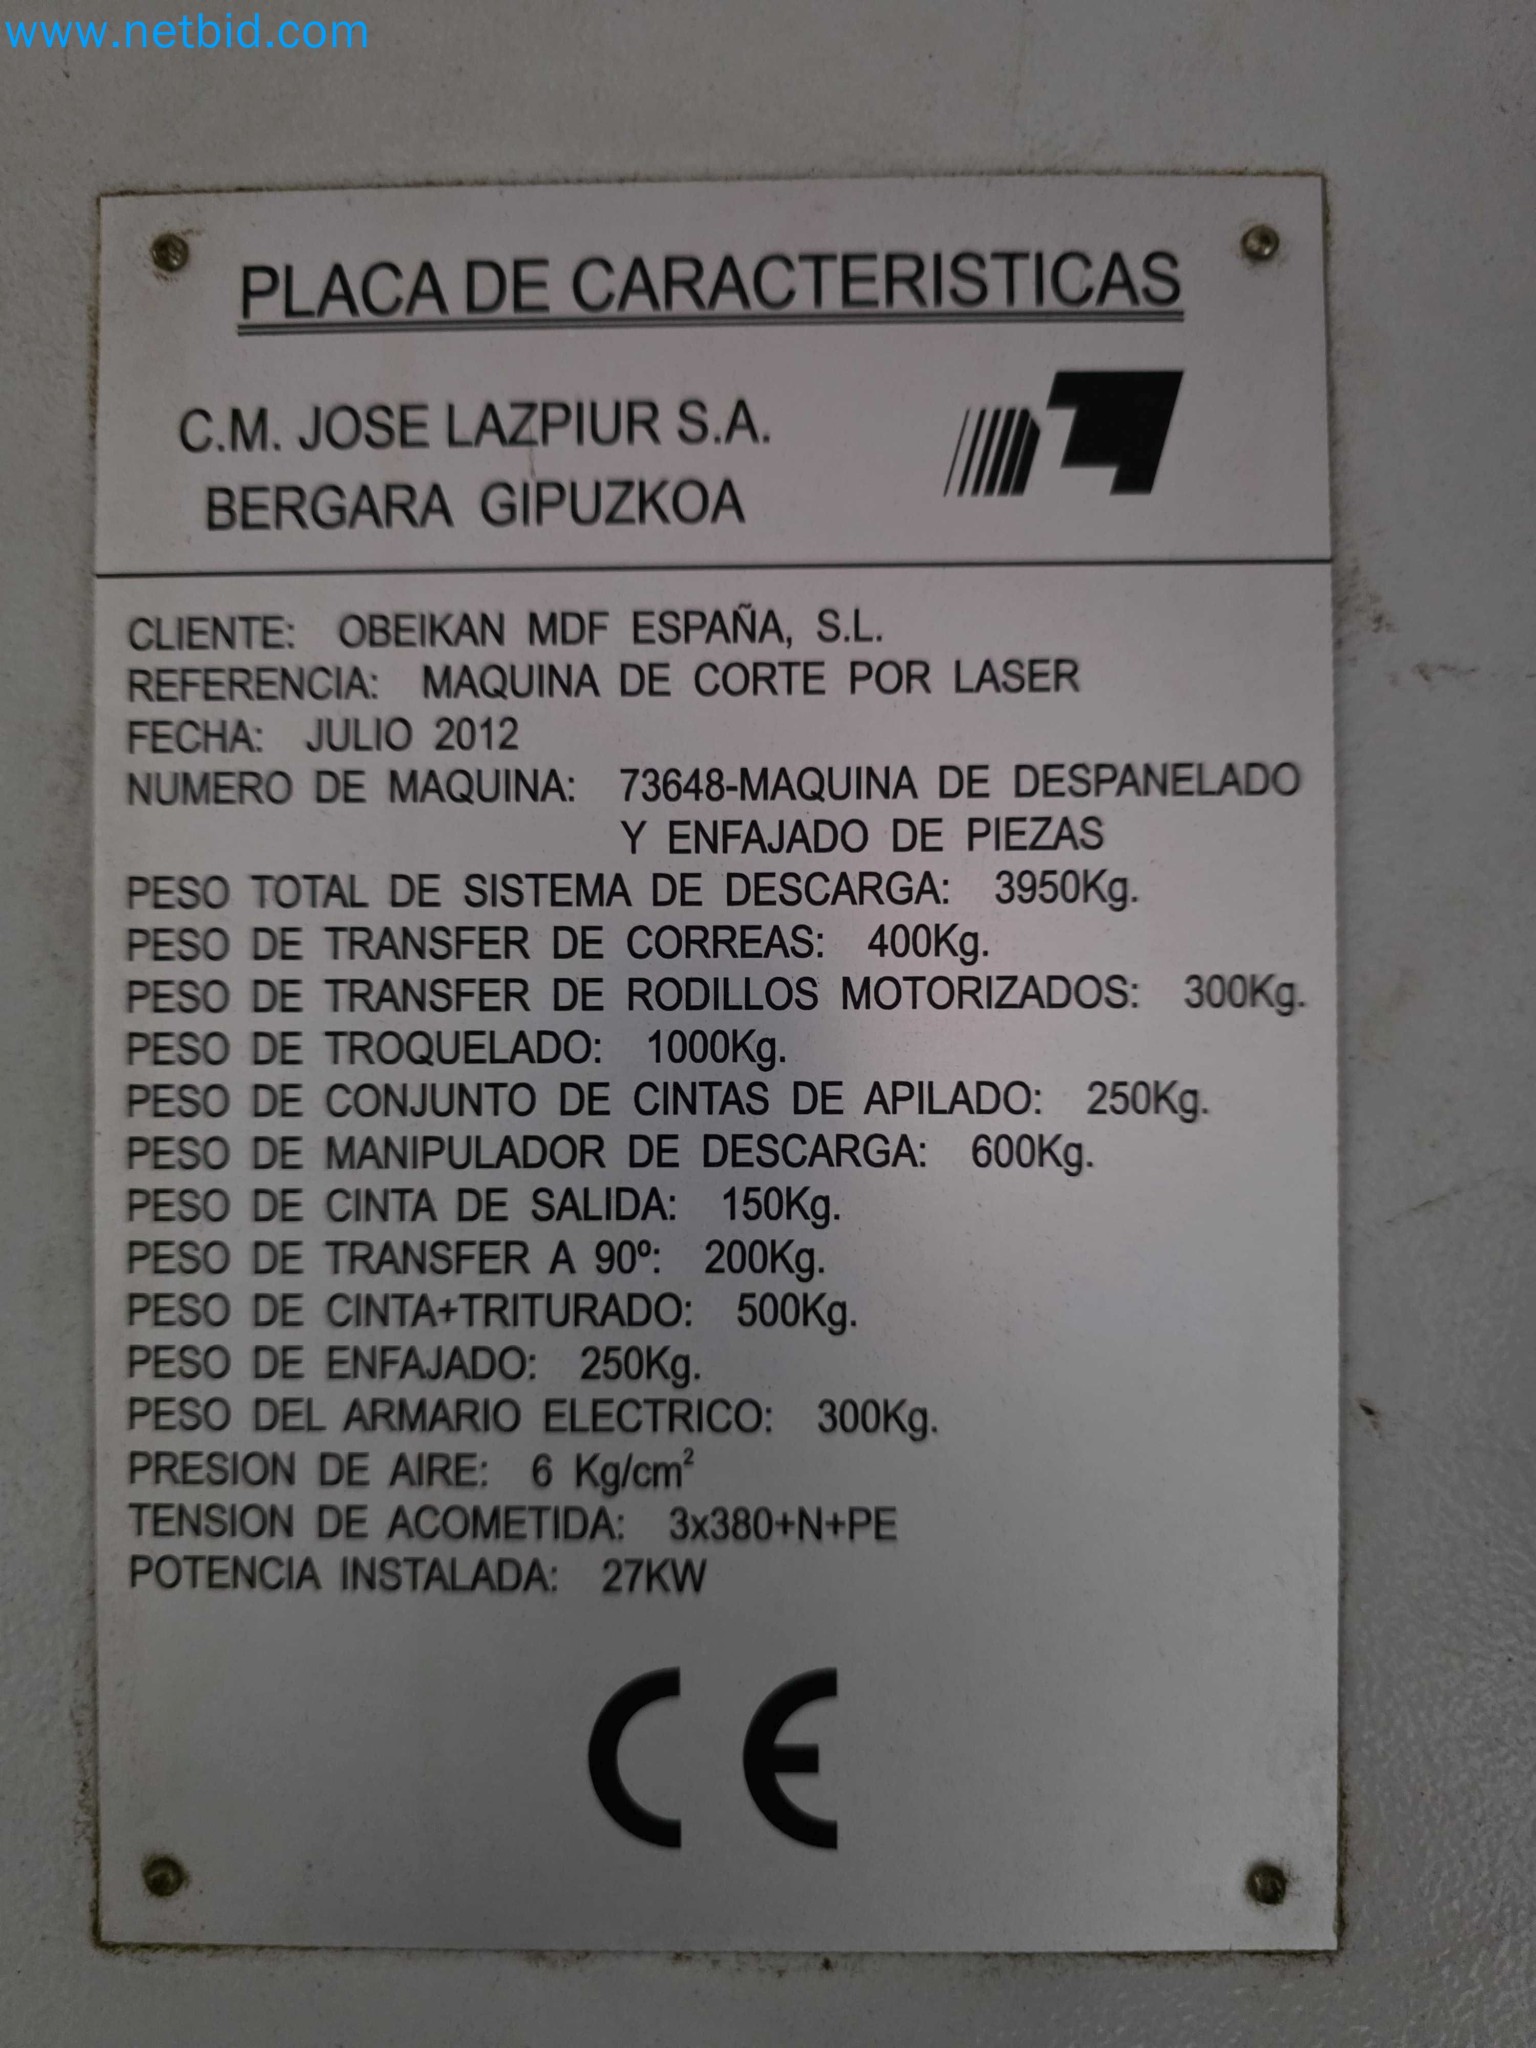 www.netbid.com
PLACA DE CARACTERISTICAS
C.M. JOSE LAZPIUR S.A.
BERGARA GIPUZKOA
CLIENTE: OBEIKAN MDF ESPAÑA, S.L.
REFERENCIA: MAQUINA DE CORTE POR LASER
FECHA: JULIO 2012
NUMERO DE MAQUINA: 73648-MAQUINA DE DESPANELADO
Y ENFAJADO DE PIEZAS
PESO TOTAL DE SISTEMA DE DESCARGA: 3950Kg.
PESO DE TRANSFER DE CORREAS: 400Kg.
PESO DE TRANSFER DE RODILLOS MOTORIZADOS: 300Kg.
PESO DE TROQUELADO: 1000Kg.
PESO DE CONJUNTO DE CINTAS DE APILADO: 250Kg.
PESO DE MANIPULADOR DE DESCARGA: 600Kg.
PESO DE CINTA DE SALIDA: 150Kg.
PESO DE TRANSFER A 90º: 200Kg.
PESO DE CINTA+TRITURADO: 500Kg.
PESO DE ENFAJADO: 250Kg.
PESO DEL ARMARIO ELECTRICO: 300Kg.
PRESION DE AIRE: 6 Kg/cm²
TENSION DE ACOMETIDA: 3x380+N+PE
POTENCIA INSTALADA: 27KW
CE